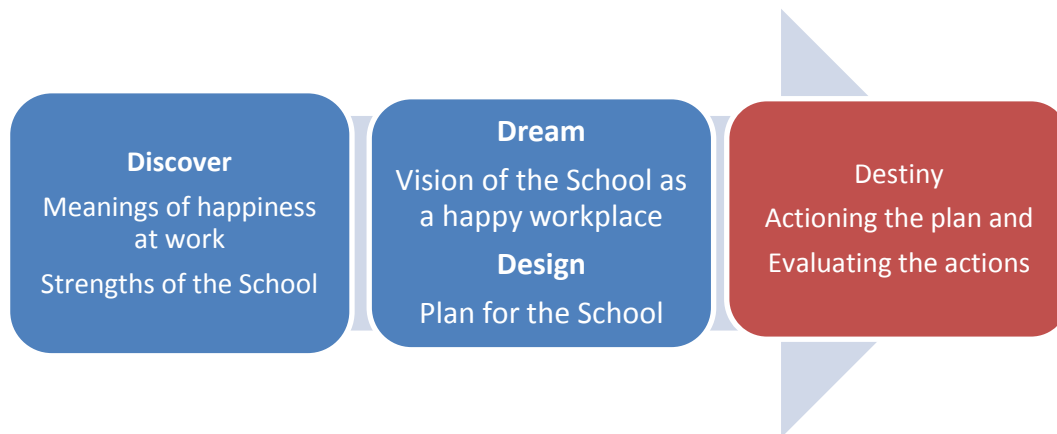 Discover
Meanings of happiness
at work
Strengths of the School
Dream
Vision of the School as
a happy workplace
Design
Plan for the School
Destiny
Actioning the plan and
Evaluating the actions